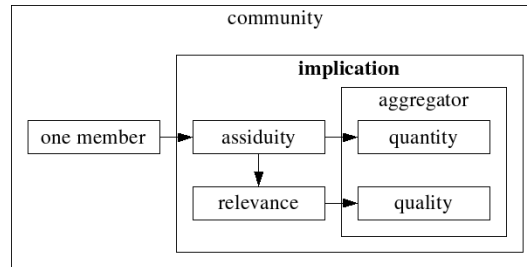 community
implication
aggregator
one member
assiduity
quantity
relevance
quality